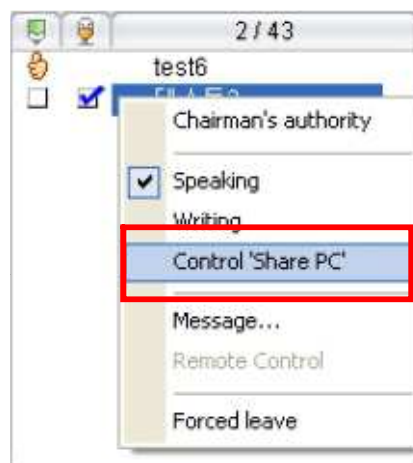 2 / 43
test6
Chairman's authority
Speaking
Writing
Control 'Share PC'
Message...
Remote Control
Forced leave